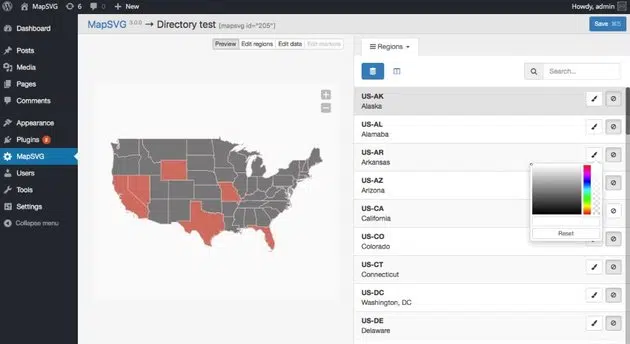 MapSVG 6 0 + New
Howdy, admin
Dashboard
Posts
Media
Pages
Comments
Appearance
Plugins 2
MapSVG
Users
Tools
Settings
Collapse menu
MapSVG 3.0.0 → Directory test [mapsvg id="205"]
Save ⌘S
Preview Edit regions Edit data Edit markers
Regions
Search...
US-AK
Alaska
US-AL
Alamaba
US-AR
Arkansas
US-AZ
Arizona
US-CA
California
Reset
US-CO
Colorado
US-CT
Connecticut
US-DC
Washington, DC
US-DE
Delaware